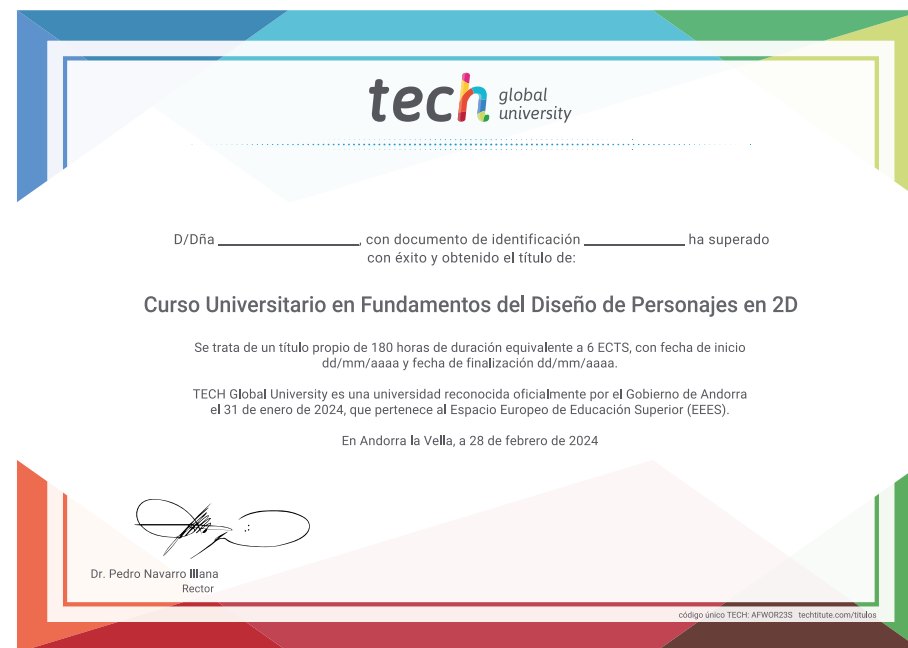 tech global university
D/Dña ____________________, con documento de identificación ______________ ha superado
con éxito y obtenido el título de:
Curso Universitario en Fundamentos del Diseño de Personajes en 2D
Se trata de un título propio de 180 horas de duración equivalente a 6 ECTS, con fecha de inicio
dd/mm/aaaa y fecha de finalización dd/mm/aaaa.
TECH Global University es una universidad reconocida oficialmente por el Gobierno de Andorra
el 31 de enero de 2024, que pertenece al Espacio Europeo de Educación Superior (EEES).
En Andorra la Vella, a 28 de febrero de 2024
Dr. Pedro Navarro Illana
Rector
código único TECH: AFWOR23S techtitute.com/titulos